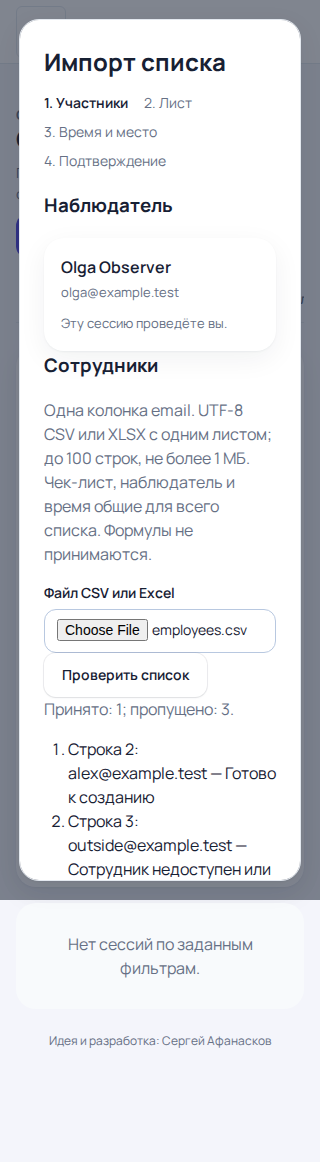 Импорт списка
1. Участники 2. Лист
3. Время и место
4. Подтверждение
Наблюдатель
Olga Observer
olga@example.test
Эту сессию проведёте вы.
Сотрудники
Одна колонка email. UTF-8
CSV или XLSX с одним листом;
до 100 строк, не более 1 МБ.
Чек-лист, наблюдатель и
время общие для всего
списка. Формулы не
принимаются.
Файл CSV или Excel
Choose File employees.csv
Проверить список
Принято: 1; пропущено: 3.
1. Строка 2:
alex@example.test — Готово
к созданию
2. Строка 3:
outside@example.test —
Сотрудник недоступен или
Нет сессий по заданным
фильтрам.
Идея и разработка: Сергей Афанасков